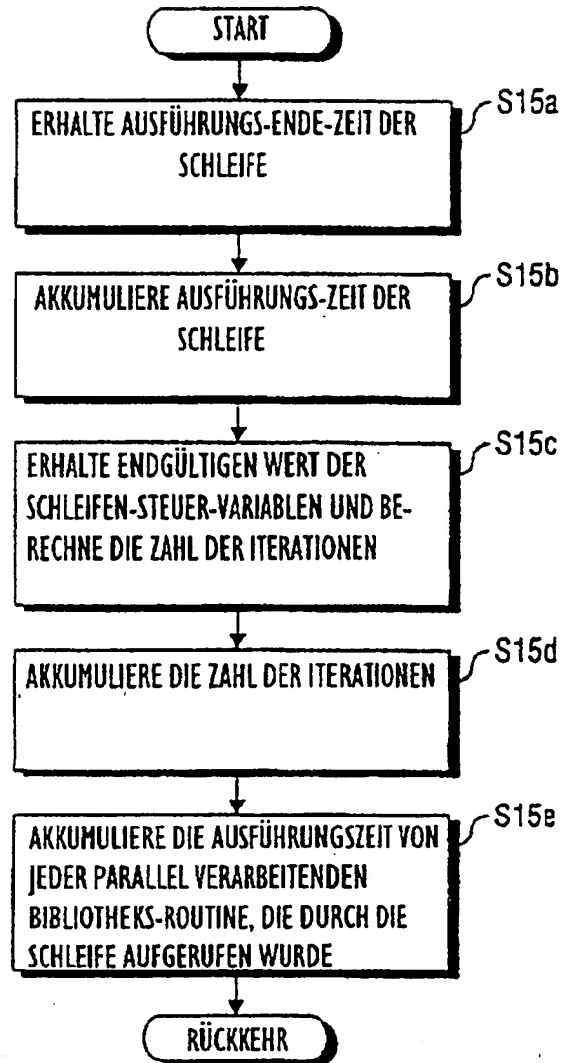 START
S15a
ERHALTE AUSFÜHRUNGS-ENDE-ZEIT DER
SCHLEIFE
S15b
AKKUMULIERE AUSFÜHRUNGS-ZEIT DER
SCHLEIFE
S15c
ERHALTE ENDGÜLTIGEN WERT DER
SCHLEIFEN-STEUER-VARIABLEN UND BE-
RECHNE DIE ZAHL DER ITERATIONEN
S15d
AKKUMULIERE DIE ZAHL DER ITERATIONEN
S15e
AKKUMULIERE DIE AUSFÜHRUNGSZEIT VON
JEDER PARALLEL VERARBEITENDEN
BIBLIOTHEKS-ROUTINE, DIE DURCH DIE
SCHLEIFE AUFGERUFEN WURDE
RÜCKKEHR